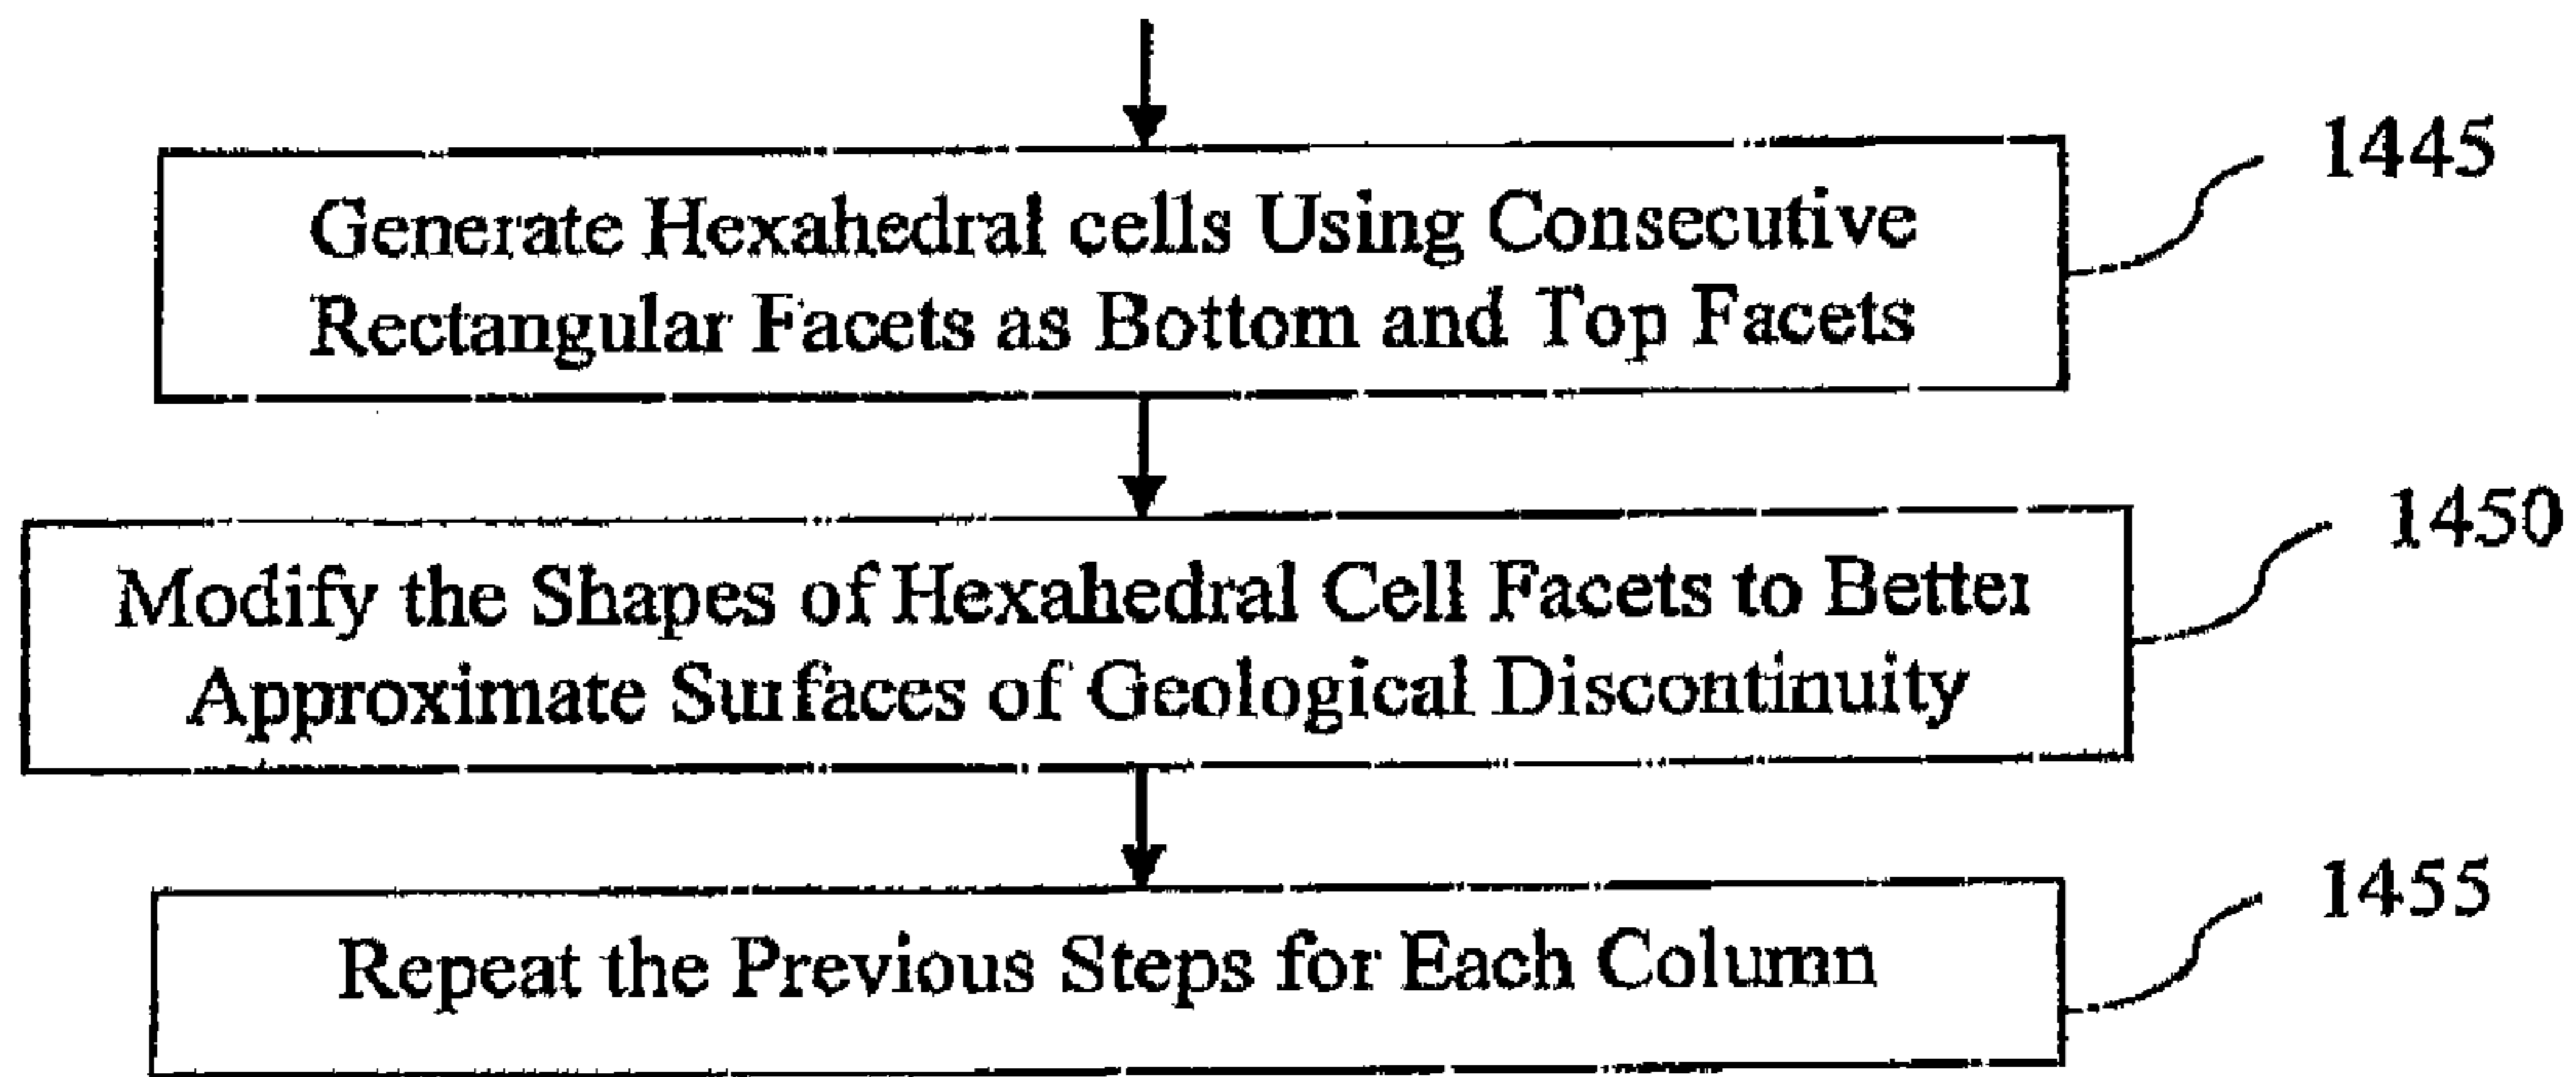 1445
Generate Hexahedral cells Using Consecutive
Rectangular Facets as Bottom and Top Facets
1450
Modify the Shapes of Hexahedral Cell Facets to Better
Approximate Surfaces of Geological Discontinuity
1455
Repeat the Previous Steps for Each Column